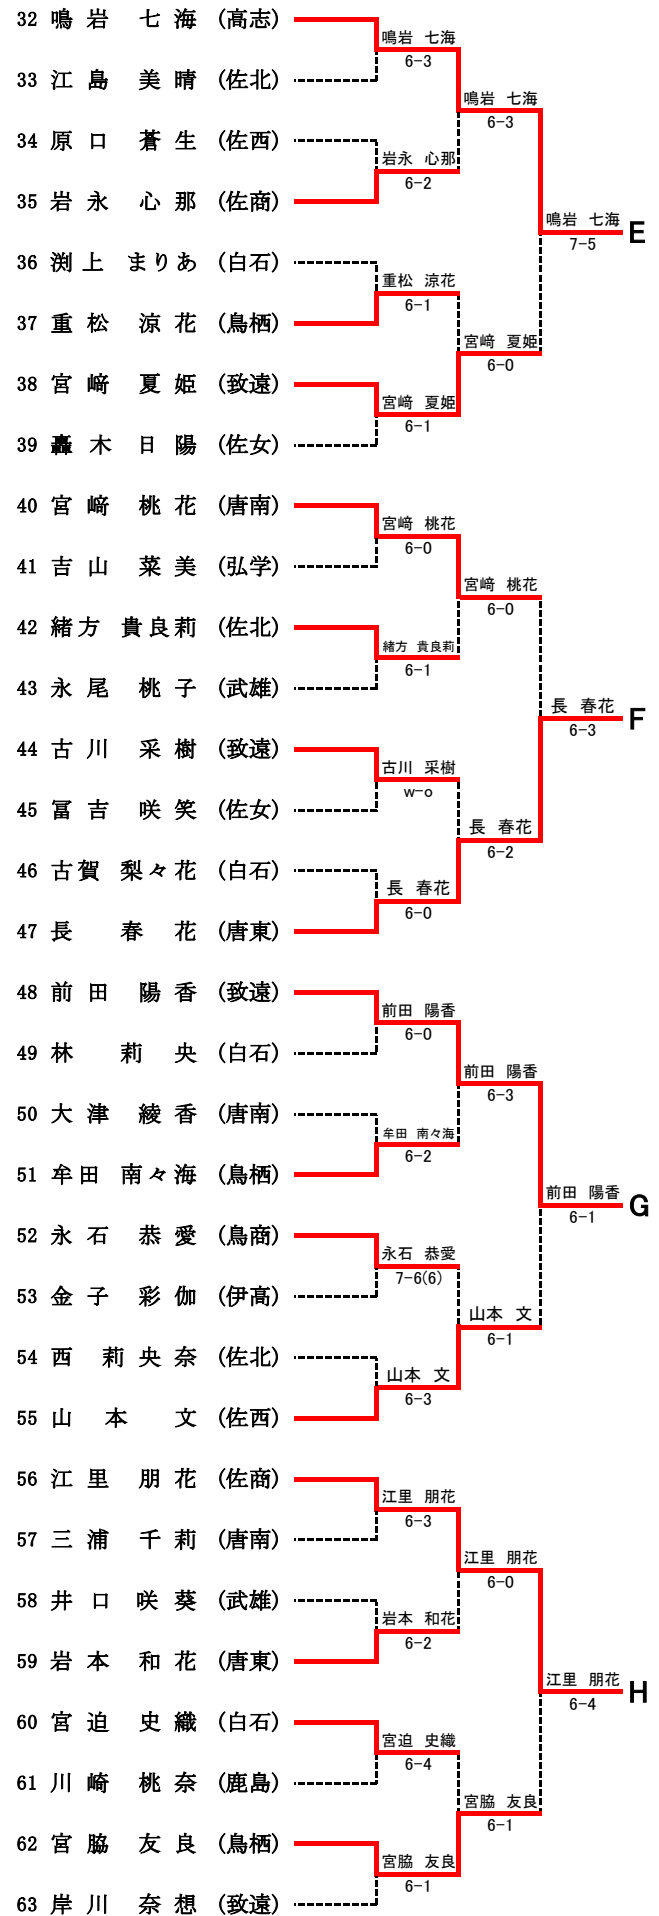 32 鳴岩 七海 (高志)
鳴岩 七海
6-3
33 江島 美晴 (佐北)
鳴岩 七海
6-3
34 原口 蒼生 (佐西)
岩永 心那
6-2
35 岩永 心那 (佐商)
鳴岩 七海
7-5
E
36 渕上 まりあ (白石)
重松 涼花
6-1
37 重松 涼花 (鳥栖)
宮﨑 夏姫
6-0
38 宮﨑 夏姫 (致遠)
宮﨑 夏姫
6-1
39 轟木 日陽 (佐女)
40 宮﨑 桃花 (唐南)
宮﨑 桃花
6-0
41 吉山 菜美 (弘学)
宮﨑 桃花
6-0
42 緒方 貴良莉 (佐北)
緒方 貴良莉
6-1
43 永尾 桃子 (武雄)
長 春花
6-3
F
44 古川 采樹 (致遠)
古川 采樹
w-o
45 冨吉 咲笑 (佐女)
長 春花
6-2
46 古賀 梨々花 (白石)
長 春花
6-0
47 長 春花 (唐東)
48 前田 陽香 (致遠)
前田 陽香
6-0
49 林 莉央 (白石)
前田 陽香
6-3
50 大津 綾香 (唐南)
牟田 南々海
6-2
51 牟田 南々海 (鳥栖)
前田 陽香
6-1
G
52 永石 恭愛 (鳥商)
永石 恭愛
7-6(6)
53 金子 彩伽 (伊高)
山本 文
6-1
54 西 莉央奈 (佐北)
山本 文
6-3
55 山本 文 (佐西)
56 江里 朋花 (佐商)
江里 朋花
6-3
57 三浦 千莉 (唐南)
江里 朋花
6-0
58 井口 咲葵 (武雄)
岩本 和花
6-2
59 岩本 和花 (唐東)
江里 朋花
6-4
H
60 宮迫 史織 (白石)
宮迫 史織
6-4
61 川崎 桃奈 (鹿島)
宮脇 友良
6-1
62 宮脇 友良 (鳥栖)
宮脇 友良
6-1
63 岸川 奈想 (致遠)